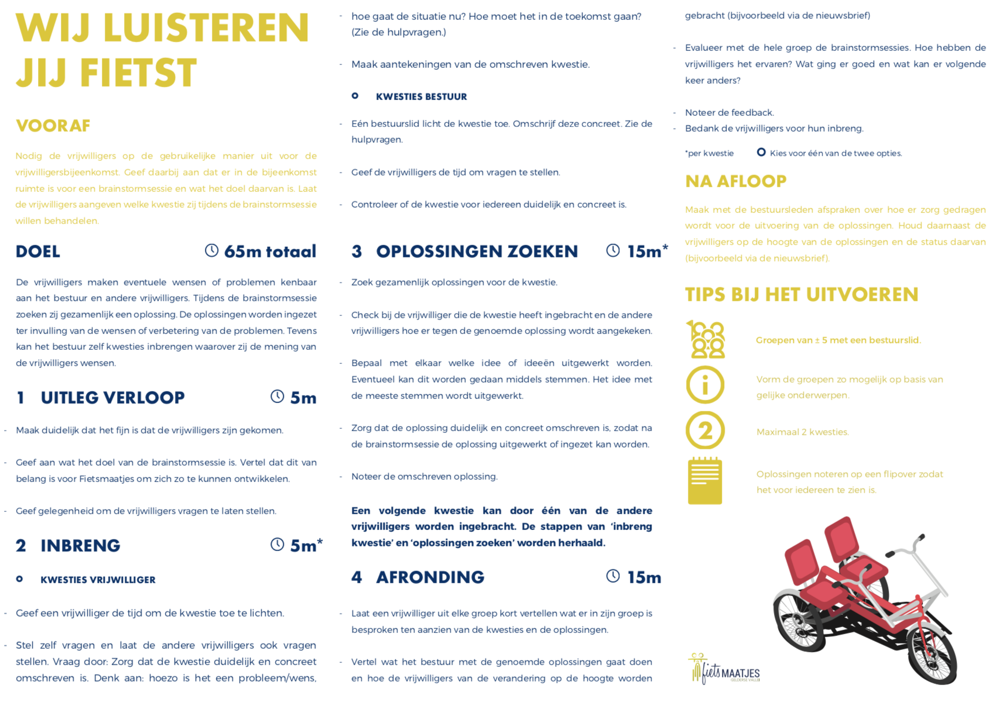 WIJ LUISTEREN
JIJ FIETST
VOORAF
Nodig de vrijwilligers op de gebruikelijke manier uit voor de
vrijwilligersbijeenkomst. Geef daarbij aan dat er in de bijeenkomst
ruimte is voor een brainstormsessie en wat het doel daarvan is. Laat
de vrijwilligers aangeven welke kwestie zij tijdens de brainstormsessie
willen behandelen.
DOEL 65m totaal
De vrijwilligers maken eventuele wensen of problemen kenbaar
aan het bestuur en andere vrijwilligers. Tijdens de brainstormsessie
zoeken zij gezamenlijk een oplossing. De oplossingen worden ingezet
ter invulling van de wensen of verbetering van de problemen. Tevens
kan het bestuur zelf kwesties inbrengen waarover zij de mening van
de vrijwilligers wensen.
1 UITLEG VERLOOP 5m
- Maak duidelijk dat het fijn is dat de vrijwilligers zijn gekomen.
- Geef aan wat het doel van de brainstormsessie is. Vertel dat dit van
belang is voor Fietsmaatjes om zich zo te kunnen ontwikkelen.
- Geef gelegenheid om de vrijwilligers vragen te laten stellen.
2 INBRENG 5m*
KWESTIES VRIJWILLIGER
- Geef een vrijwilliger de tijd om de kwestie toe te lichten.
- Stel zelf vragen en laat de andere vrijwilligers ook vragen
stellen. Vraag door: Zorg dat de kwestie duidelijk en concreet
omschreven is. Denk aan: hoezo is het een probleem/wens,
- hoe gaat de situatie nu? Hoe moet het in de toekomst gaan?
(Zie de hulpvragen.)
- Maak aantekeningen van de omschreven kwestie.
KWESTIES BESTUUR
- Eén bestuurslid licht de kwestie toe. Omschrijf deze concreet. Zie de
hulpvragen.
- Geef de vrijwilligers de tijd om vragen te stellen.
- Controleer of de kwestie voor iedereen duidelijk en concreet is.
3 OPLOSSINGEN ZOEKEN 15m*
- Zoek gezamenlijk oplossingen voor de kwestie.
- Check bij de vrijwilliger die de kwestie heeft ingebracht en de andere
vrijwilligers hoe er tegen de genoemde oplossing wordt aangekeken.
- Bepaal met elkaar welke idee of ideeën uitgewerkt worden.
Eventueel kan dit worden gedaan middels stemmen. Het idee met
de meeste stemmen wordt uitgewerkt.
- Zorg dat de oplossing duidelijk en concreet omschreven is, zodat na
de brainstormsessie de oplossing uitgewerkt of ingezet kan worden.
- Noteer de omschreven oplossing.
Een volgende kwestie kan door één van de andere
vrijwilligers worden ingebracht. De stappen van ‘inbreng
kwestie’ en ‘oplossingen zoeken’ worden herhaald.
4 AFRONDING 15m
- Laat een vrijwilliger uit elke groep kort vertellen wat er in zijn groep is
besproken ten aanzien van de kwesties en de oplossingen.
- Vertel wat het bestuur met de genoemde oplossingen gaat doen
en hoe de vrijwilligers van de verandering op de hoogte worden
gebracht (bijvoorbeeld via de nieuwsbrief)
- Evalueer met de hele groep de brainstormsessies. Hoe hebben de
vrijwilligers het ervaren? Wat ging er goed en wat kan er volgende
keer anders?
- Noteer de feedback.
- Bedank de vrijwilligers voor hun inbreng.
*per kwestie Kies voor één van de twee opties.
NA AFLOOP
Maak met de bestuursleden afspraken over hoe er zorg gedragen
wordt voor de uitvoering van de oplossingen. Houd daarnaast de
vrijwilligers op de hoogte van de oplossingen en de status daarvan
(bijvoorbeeld via de nieuwsbrief).
TIPS BIJ HET UITVOEREN
Groepen van ± 5 met een bestuurslid.
i
Vorm de groepen zo mogelijk op basis van
gelijke onderwerpen.
2
Maximaal 2 kwesties.
Oplossingen noteren op een flipover zodat
het voor iedereen te zien is.
fiets MAATJES
GELDERSE VALLEI